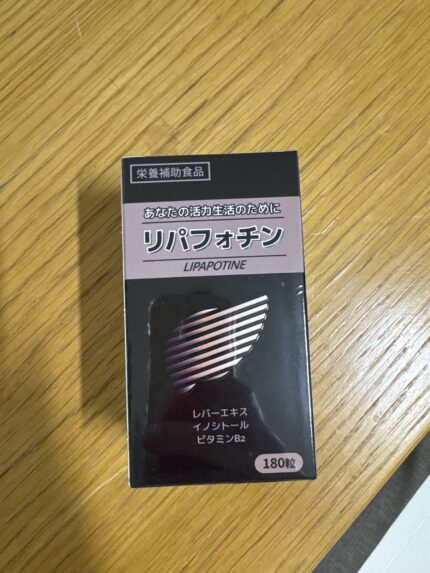 栄養補助食品
あなたの活力生活のために
リパフォチン
LIPAPOTINE
レバーエキス
イノシトール
ビタミンB2
180粒